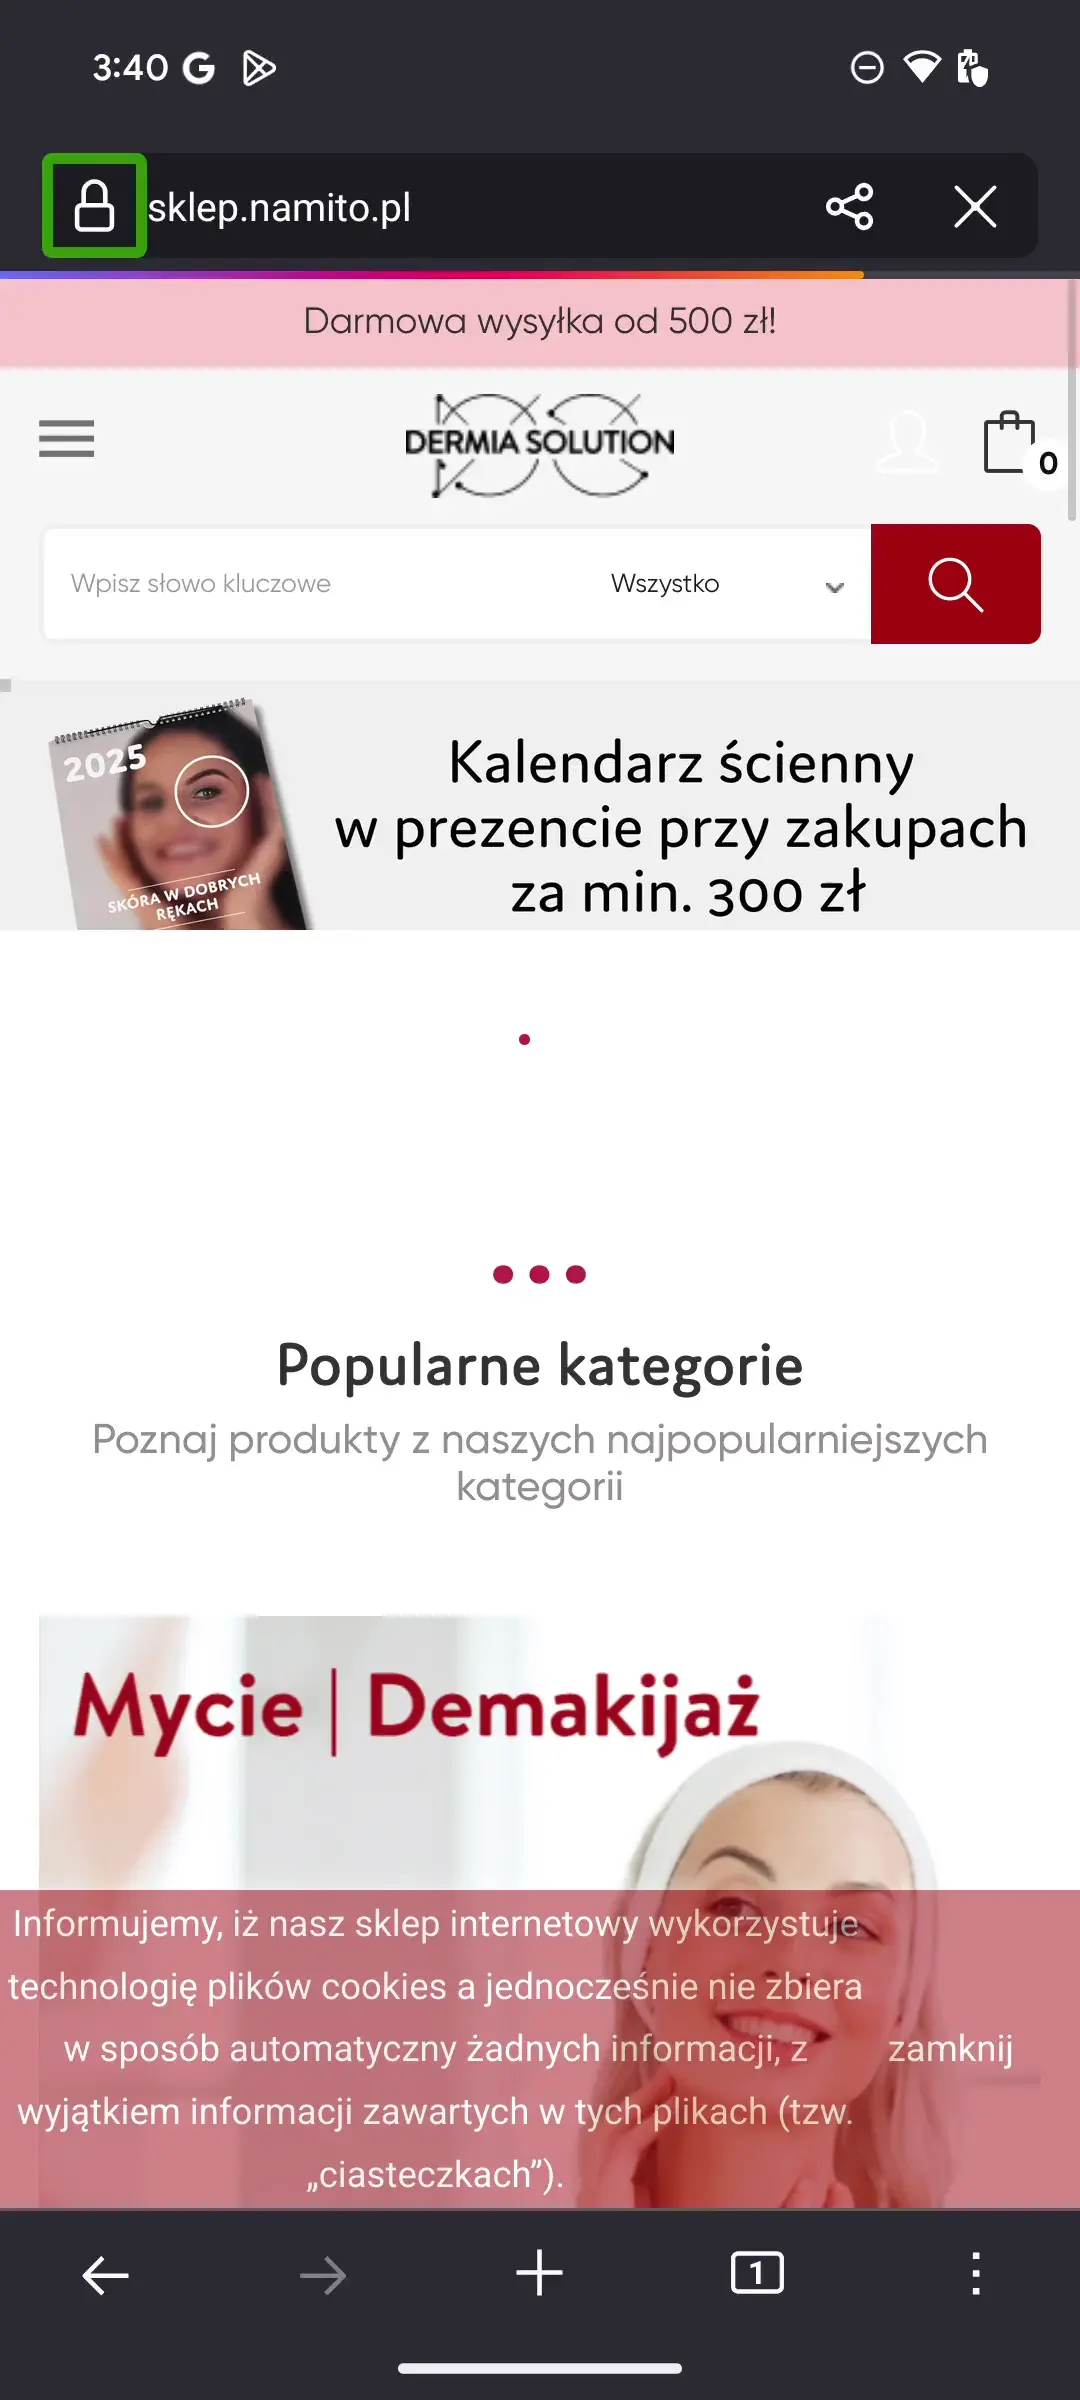 3:40
sklep.namito.pl
Darmowa wysyłka od 500 zł!
DERMIA SOLUTION
0
Wpisz słowo kluczowe
Wszystko
2025
SKÓRA W DOBRYCH
RĘKACH
Kalendarz ścienny
w prezencie przy zakupach
za min. 300 zł
Popularne kategorie
Poznaj produkty z naszych najpopularniejszych
kategorii
Mycie | Demakijaż
Informujemy, iż nasz sklep internetowy wykorzystuje
technologię plików cookies a jednocześnie nie zbiera
w sposób automatyczny żadnych informacji, z
wyjątkiem informacji zawartych w tych plikach (tzw.
„ciasteczkach”).
zamknij
1